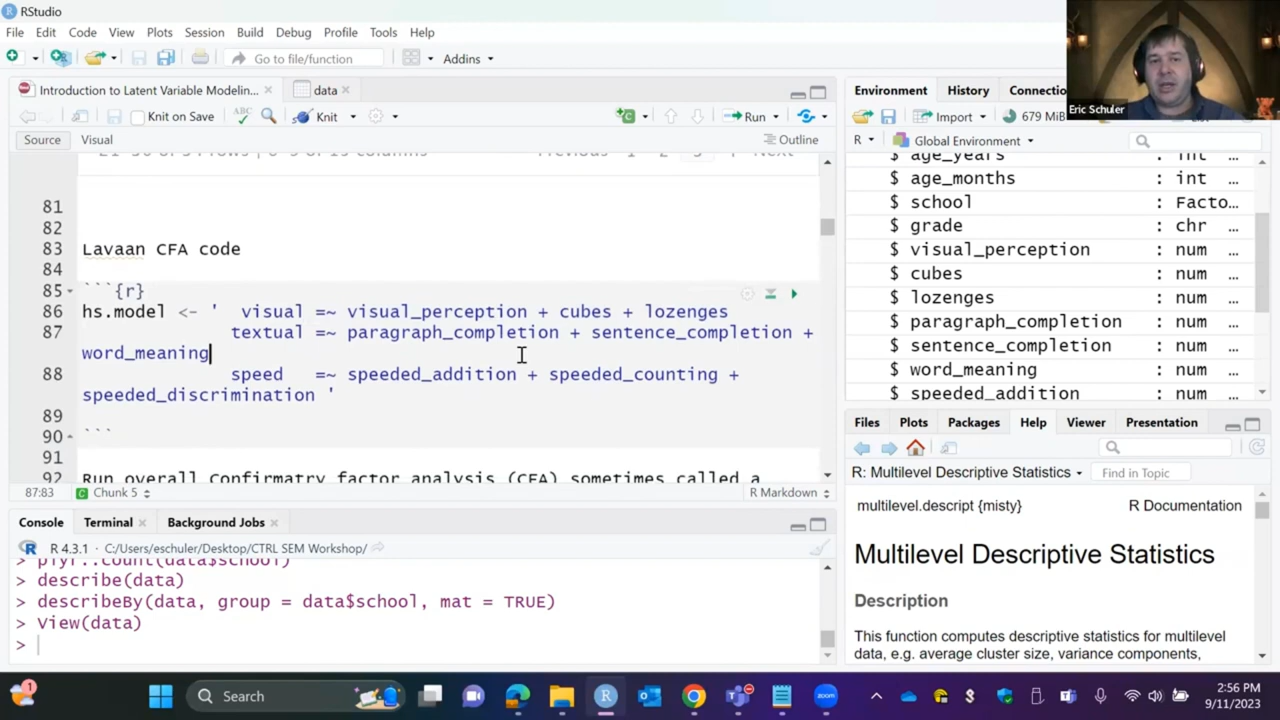 RStudio
File Edit Code View Plots Session Build Debug Profile Tools Help
Go to file/function Addins
Introduction to Latent Variable Modelin... data
Knit on Save Knit Run
Source Visual Outline
81
82
83 Lavaan CFA code
84
85 ```{r}
86 hs.model <- ' visual =~ visual_perception + cubes + lozenges
87 textual =~ paragraph_completion + sentence_completion +
word_meaning
88 speed =~ speeded_addition + speeded_counting +
speeded_discrimination '
89
90 ```
91
92 Run overall Confirmatry factor analysis (CFA) sometimes called a
87:83 Chunk 5 R Markdown
Console Terminal Background Jobs
R 4.3.1 · C:/Users/eschuler/Desktop/CTRL SEM Workshop/
> plyr::count(data$school)
> describe(data)
> describeBy(data, group = data$school, mat = TRUE)
> View(data)
>
Environment History Connectio
Import 679 MiB
R Global Environment
$ age_years : int ...
$ age_months : int ...
$ school : Facto...
$ grade : chr ...
$ visual_perception : num ...
$ cubes : num ...
$ lozenges : num ...
$ paragraph_completion : num ...
$ sentence_completion : num ...
$ word_meaning : num ...
$ speeded_addition : num ...
Eric Schuler
Files Plots Packages Help Viewer Presentation
R: Multilevel Descriptive Statistics Find in Topic
multilevel.descript {misty} R Documentation
Multilevel Descriptive Statistics
Description
This function computes descriptive statistics for multilevel
data, e.g. average cluster size, variance components,
1 Search zoom 2:56 PM
9/11/2023